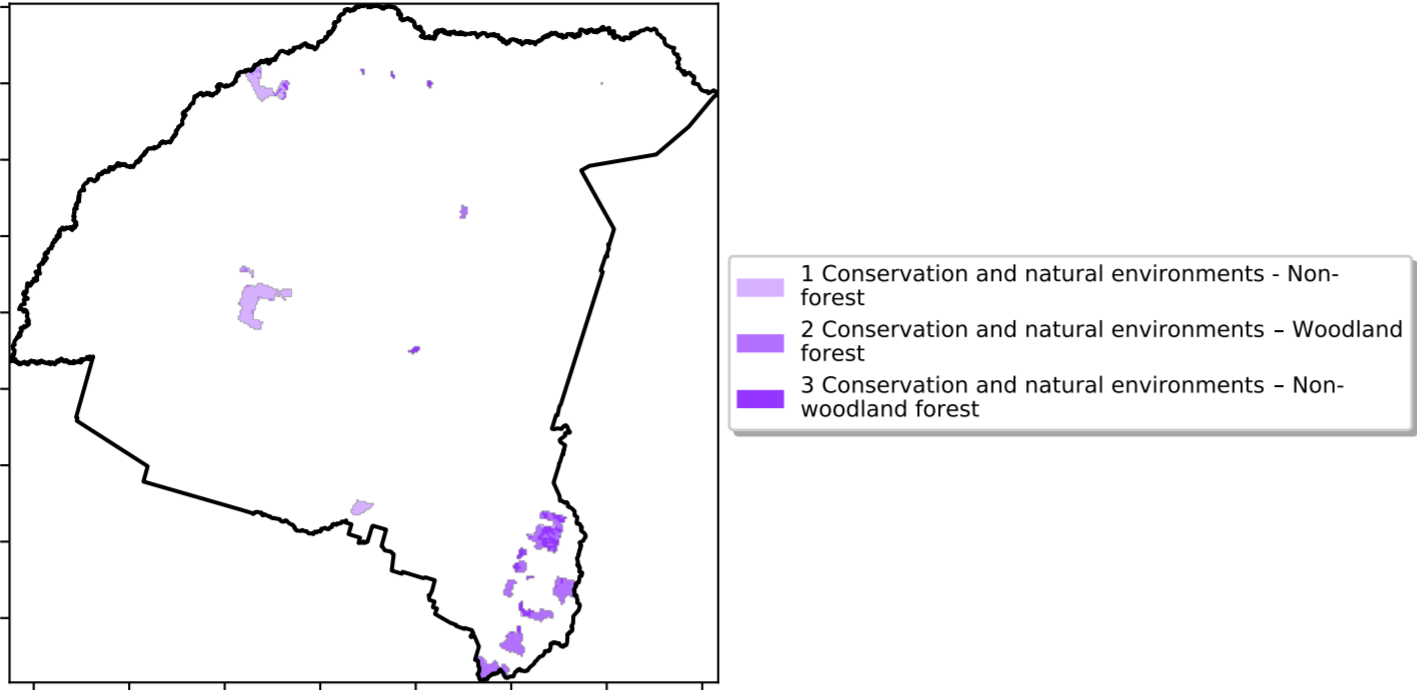 1 Conservation and natural environments - Non-
forest
2 Conservation and natural environments – Woodland
forest
3 Conservation and natural environments – Non-
woodland forest